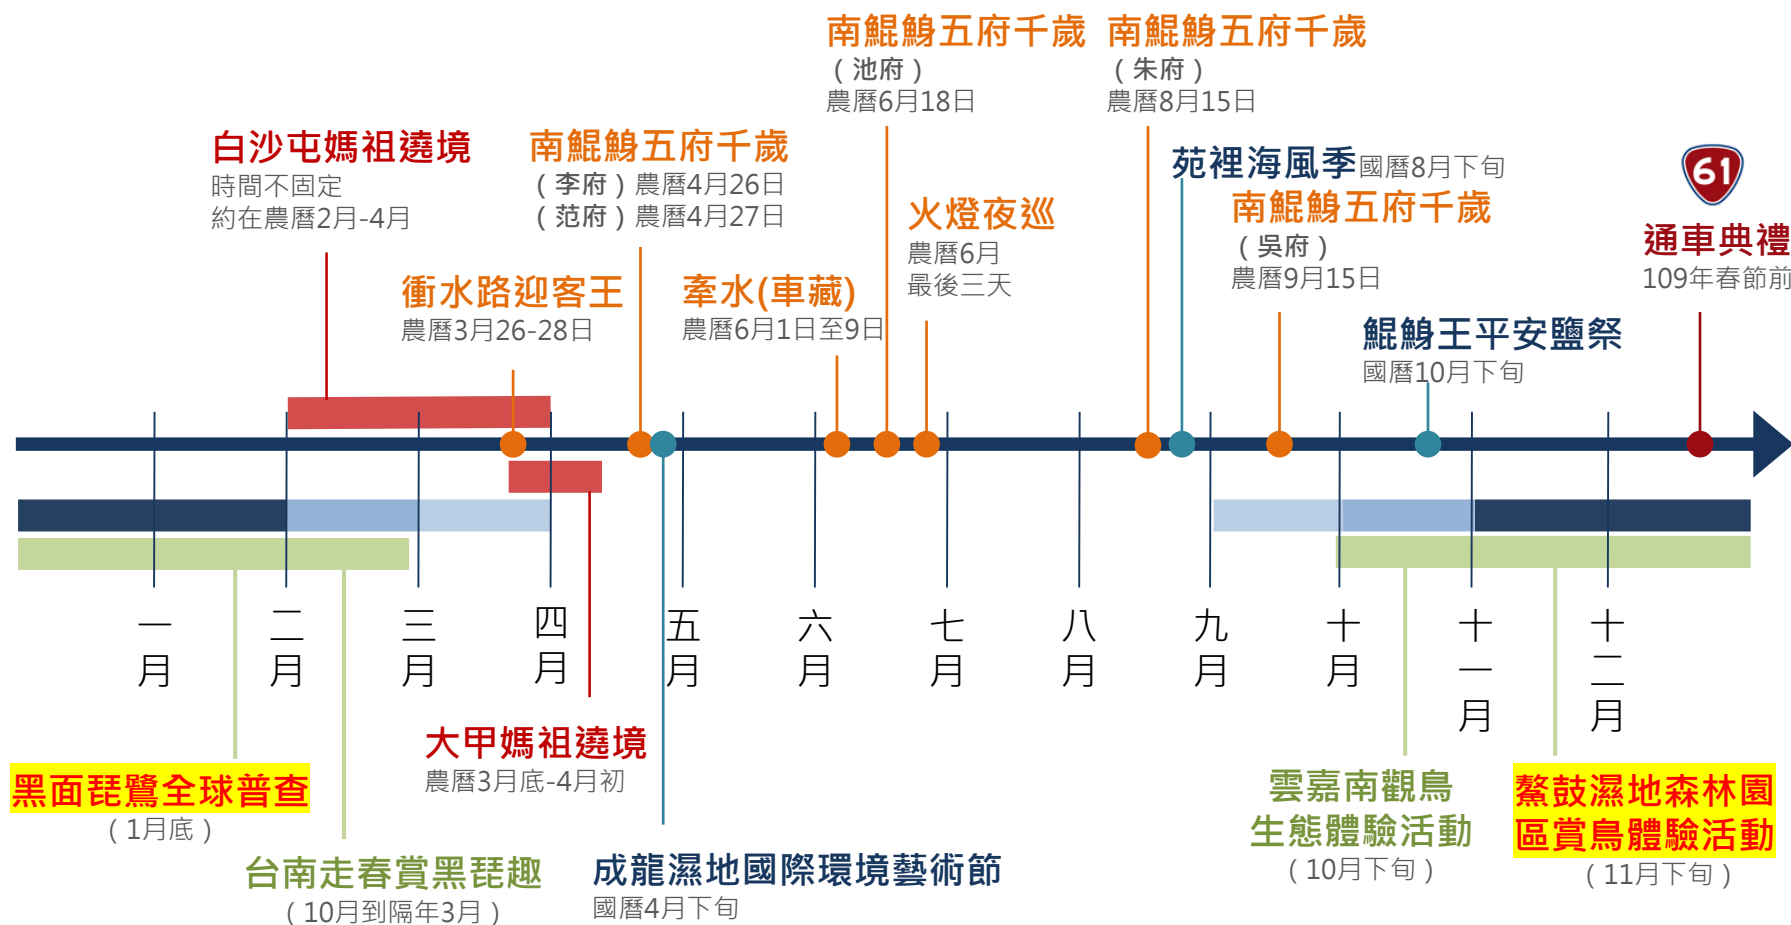 南鯤鯓五府千歲
（池府）
農曆6月18日
南鯤鯓五府千歲
（朱府）
農曆8月15日
白沙屯媽祖遶境
時間不固定
約在農曆2月-4月
南鯤鯓五府千歲
（李府）農曆4月26日
（范府）農曆4月27日
苑裡海風季國曆8月下旬
61
火燈夜巡
農曆6月
最後三天
南鯤鯓五府千歲
（吳府）
農曆9月15日
通車典禮
109年春節前
衝水路迎客王
農曆3月26-28日
牽水(車藏)
農曆6月1日至9日
鯤鯓王平安鹽祭
國曆10月下旬
一月
二月
三月
四月
五月
六月
七月
八月
九月
十月
十一月
十二月
大甲媽祖遶境
農曆3月底-4月初
黑面琵鷺全球普查
（1月底）
台南走春賞黑琵趣
（10月到隔年3月）
成龍濕地國際環境藝術節
國曆4月下旬
雲嘉南觀鳥
生態體驗活動
（10月下旬）
鰲鼓濕地森林園
區賞鳥體驗活動
（11月下旬）